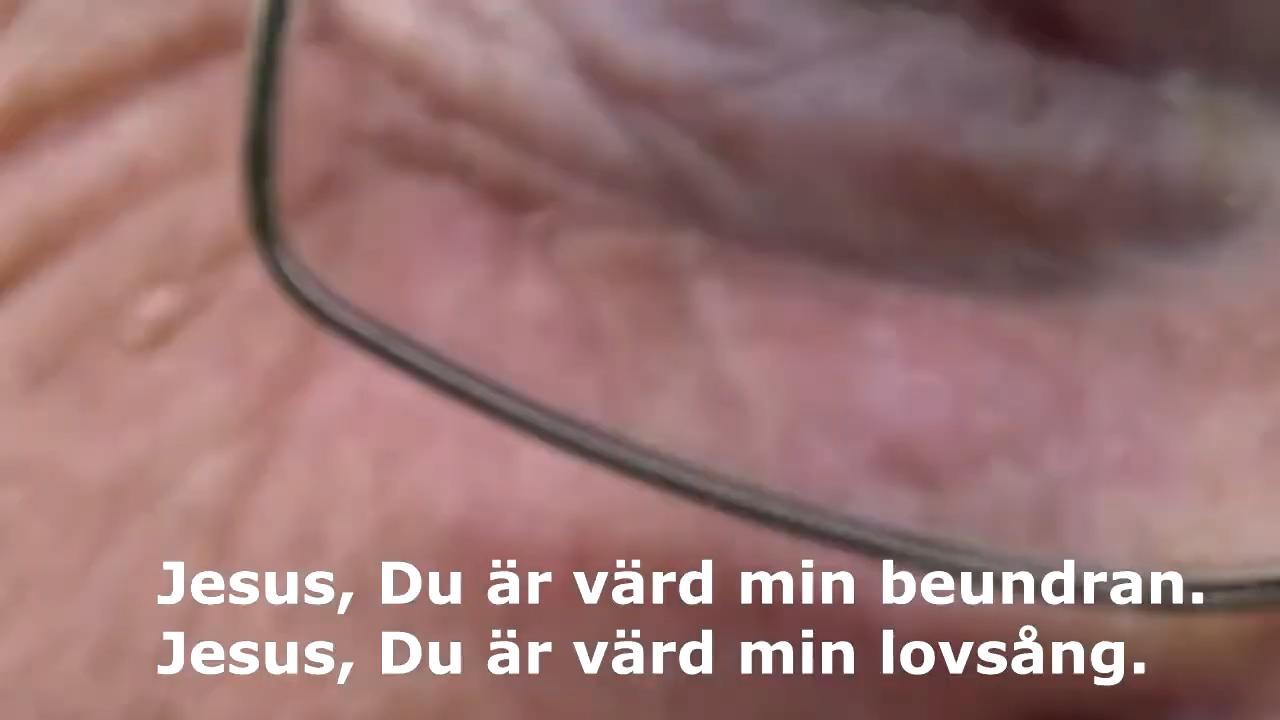 Jesus, Du är värd min beundran.
Jesus, Du är värd min lovsång.